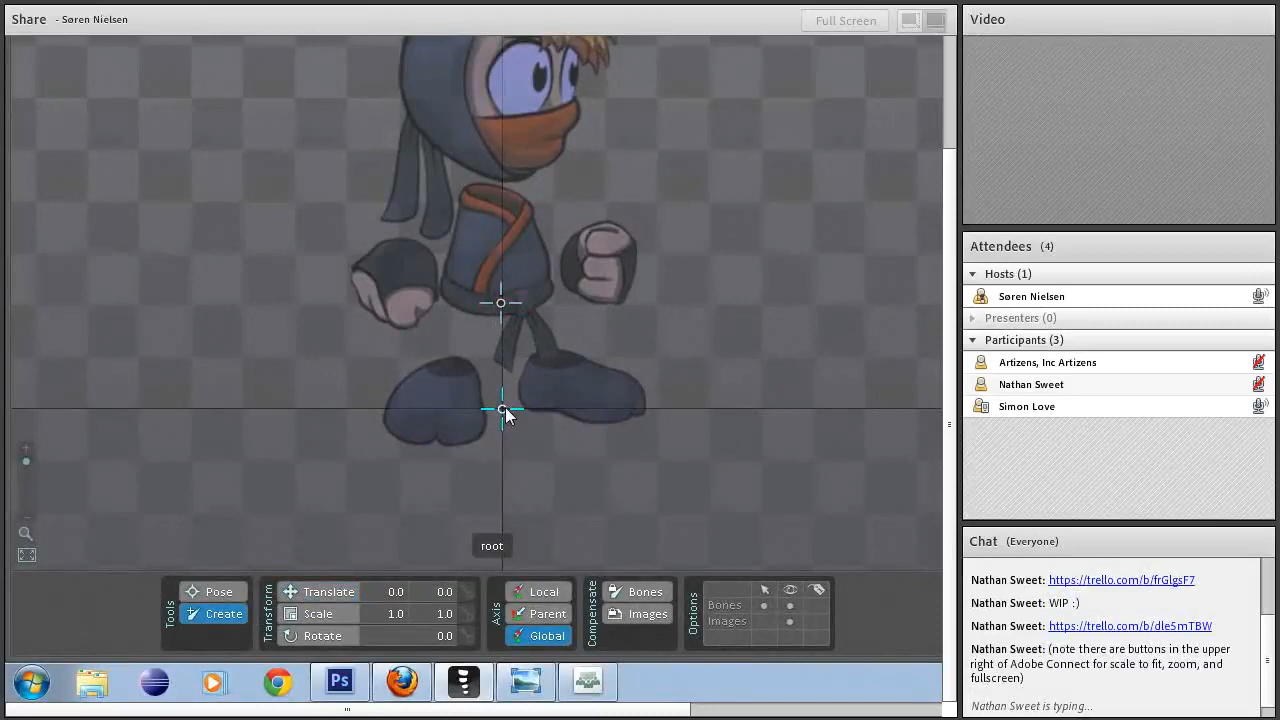 Share - Søren Nielsen
Full Screen
root
Tools
Pose
Create
Transform
Translate 0.0 0.0
Scale 1.0 1.0
Rotate 0.0
Axis
Local
Parent
Global
Compensate
Bones
Images
Options
Bones
Images
Ps
Video
Attendees (4)
Hosts (1)
Søren Nielsen
Presenters (0)
Participants (3)
Artizens, Inc Artizens
Nathan Sweet
Simon Love
Chat (Everyone)
Nathan Sweet: https://trello.com/b/frGlgsF7
Nathan Sweet: WIP :)
Nathan Sweet: https://trello.com/b/dle5mTBW
Nathan Sweet: (note there are buttons in the upper
right of Adobe Connect for scale to the room, and
fullscreen)
Nathan Sweet is typing...